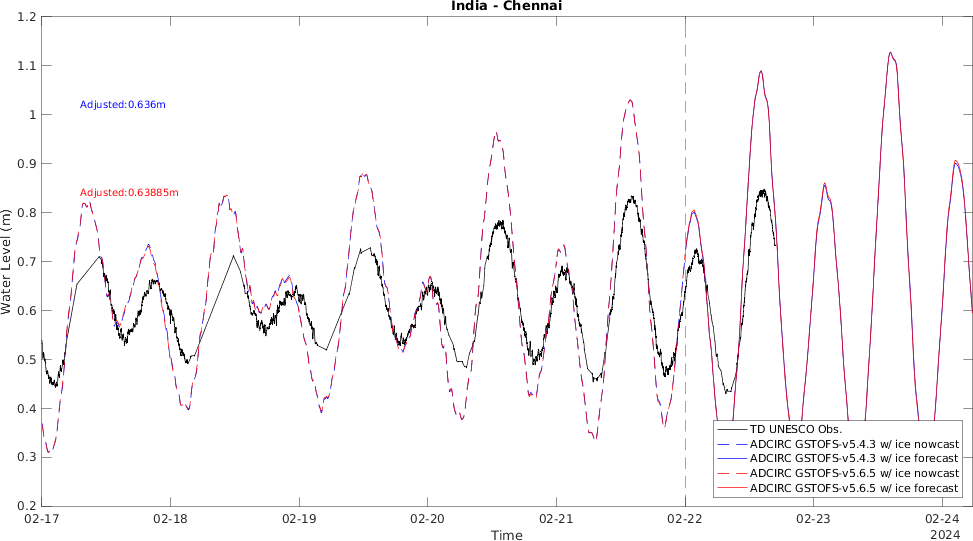 India - Chennai
1.2
1.1
1
0.9
0.8
0.7
0.6
0.5
0.4
0.3
0.2
Water Level (m)
Adjusted:0.636m
Adjusted:0.63885m
TD UNESCO Obs.
ADCIRC GSTOFS-v5.4.3 w/ ice nowcast
ADCIRC GSTOFS-v5.4.3 w/ ice forecast
ADCIRC GSTOFS-v5.6.5 w/ ice nowcast
ADCIRC GSTOFS-v5.6.5 w/ ice forecast
02-17 02-18 02-19 02-20 02-21 02-22 02-23 02-24
Time
2024